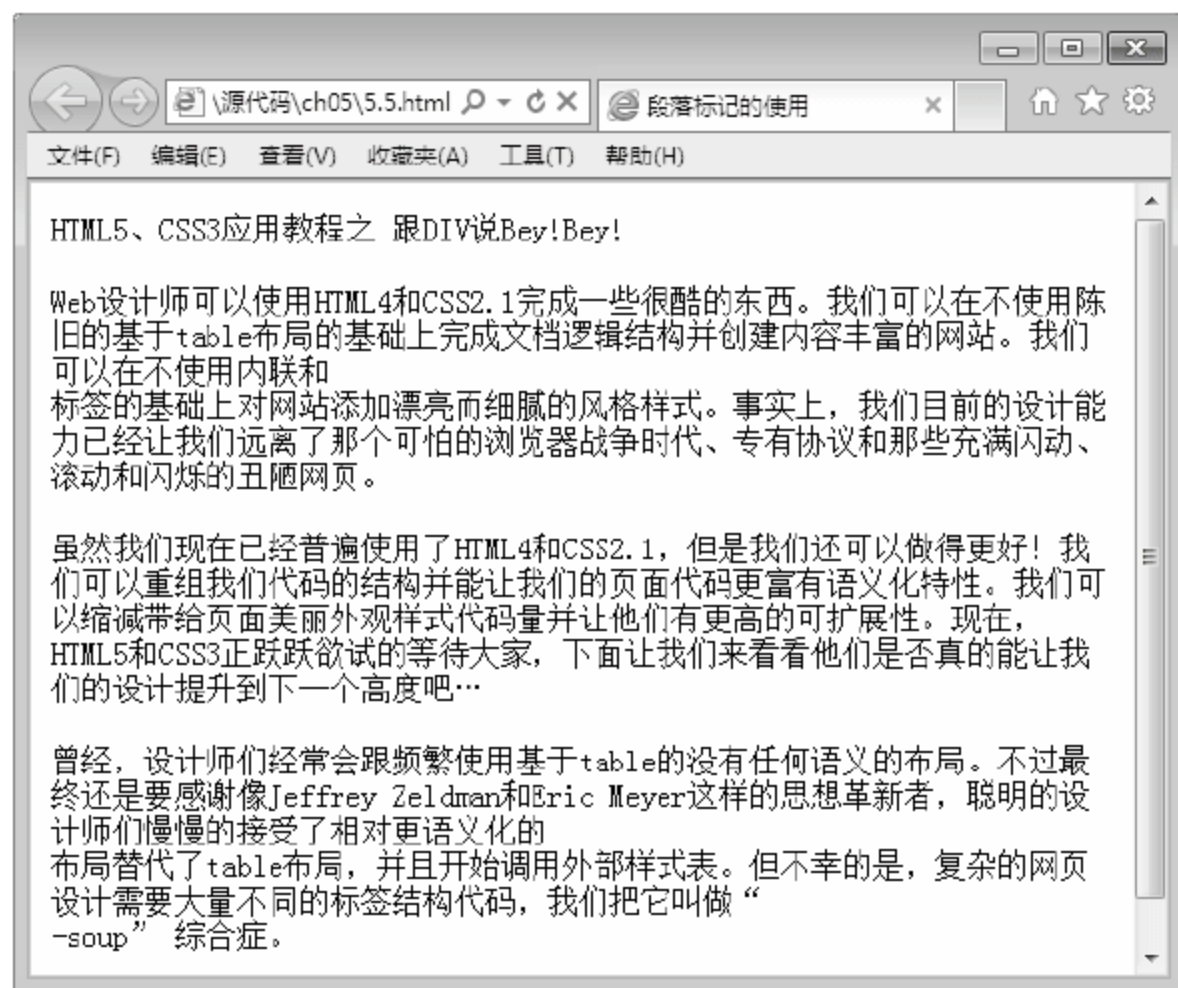 \源代码\ch05\5.5.html
段落标记的使用
文件(F) 编辑(E) 查看(V) 收藏夹(A) 工具(T) 帮助(H)
HTML5、CSS3应用教程之 跟DIV说Bey!Bey!
Web设计师可以使用HTML4和CSS2.1完成一些很酷的东西。我们可以在不使用陈
旧的基于table布局的基础上完成文档逻辑结构并创建内容丰富的网站。我们
可以在不使用内联和
标签的基础上对网站添加漂亮而细腻的风格样式。事实上，我们目前的设计能
力已经让我们远离了那个可怕的浏览器战争时代、专有协议和那些充满闪动、
滚动和闪烁的丑陋网页。
虽然我们现在已经普遍使用了HTML4和CSS2.1，但是我们还可以做得更好！我
们可以重组我们代码的结构并能让我们的页面代码更富有语义化特性。我们可
以缩减带给页面美丽外观样式代码量并让他们有更高的可扩展性。现在，
HTML5和CSS3正跃跃欲试的等待大家，下面让我们来看看他们是否真的能让我
们的设计提升到下一个高度吧…
曾经，设计师们经常会跟频繁使用基于table的没有任何语义的布局。不过最
终还是要感谢像Jeffrey Zeldman和Eric Meyer这样的思想革新者，聪明的设
计师们慢慢的接受了相对更语义化的
布局替代了table布局，并且开始调用外部样式表。但不幸的是，复杂的网页
设计需要大量不同的标签结构代码，我们把它叫做“
-soup” 综合症。